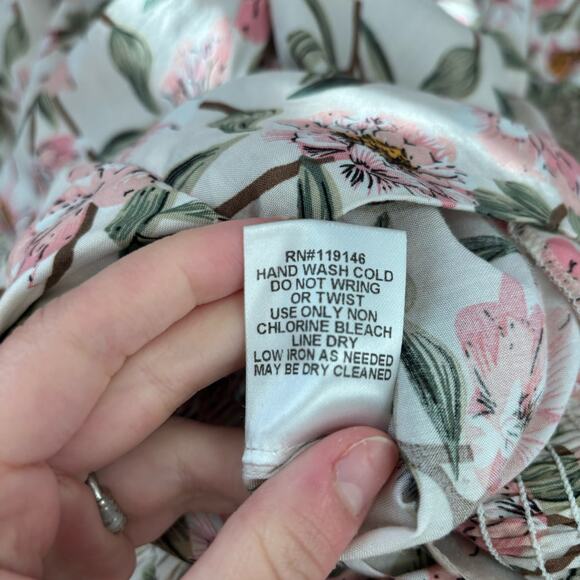 RN#119146
HAND WASH COLD
DO NOT WRING
OR TWIST
USE ONLY NON
CHLORINE BLEACH
LINE DRY
LOW IRON AS NEEDED
MAY BE DRY CLEANED